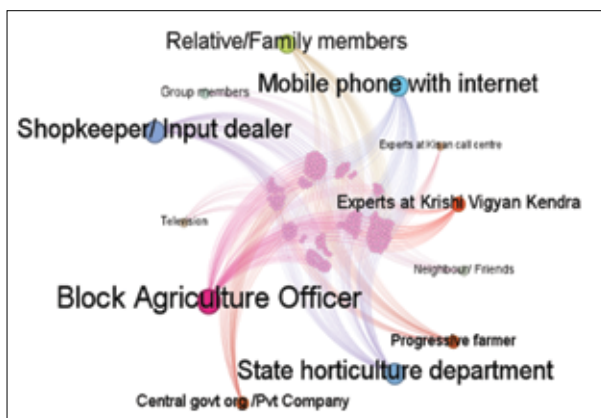 Relative/Family members
Mobile phone with internet
Group members
Shopkeeper/ Input dealer
Experts at Kisan call centre
Experts at Krishi Vigyan Kendra
Television
Neighbour/ Friends
Block Agriculture Officer
Progressive farmer
State horticulture department
Central govt org /Pvt Company